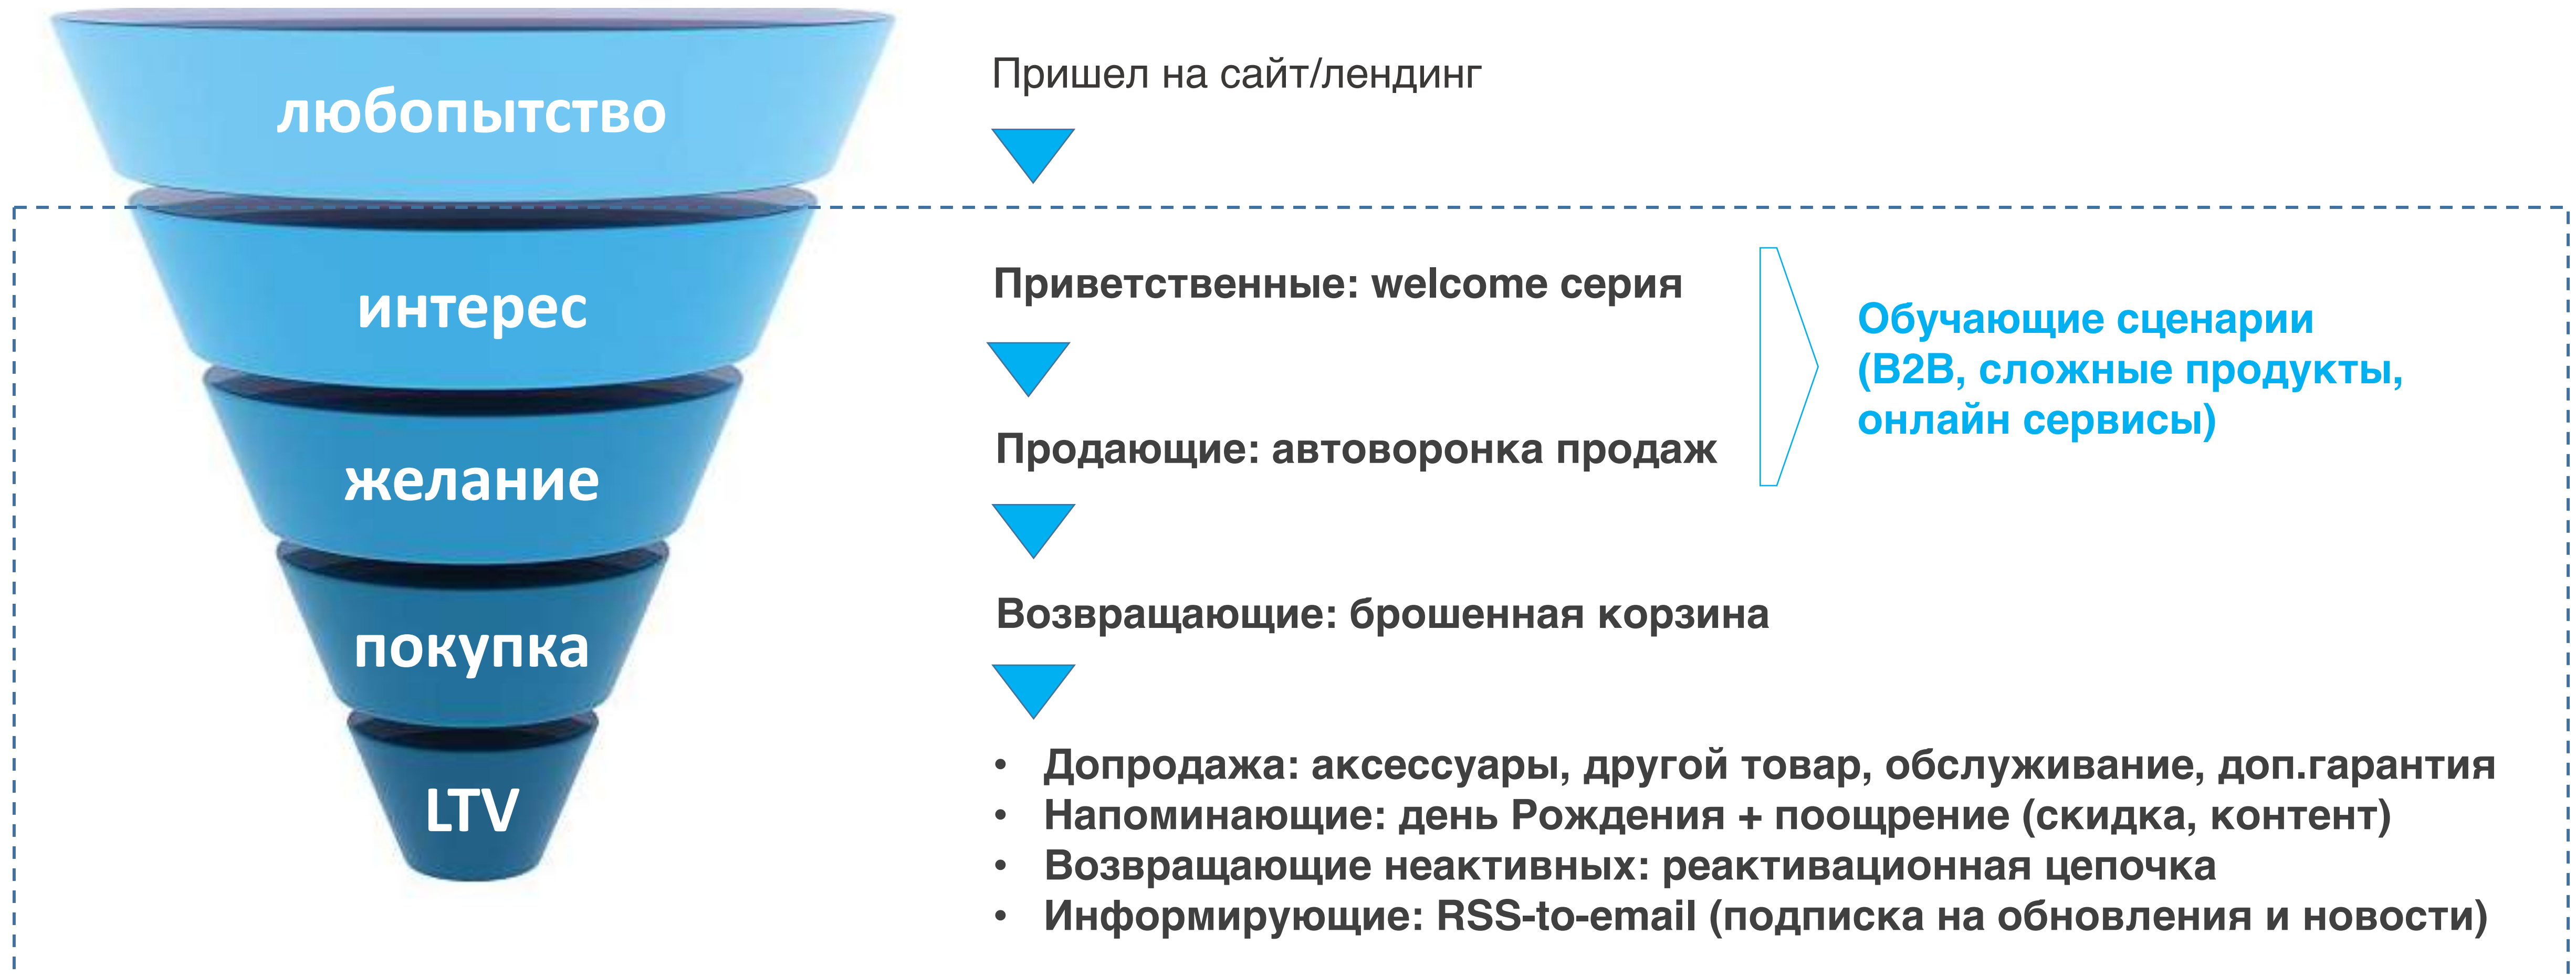 любопытство
Пришел на сайт/лендинг
интерес
Приветственные: welcome серия
Обучающие сценарии
(B2B, сложные продукты,
онлайн сервисы)
желание
Продающие: автоворонка продаж
покупка
Возвращающие: брошенная корзина
LTV
• Допродажа: аксессуары, другой товар, обслуживание, доп.гарантия
• Напоминающие: день Рождения + поощрение (скидка, контент)
• Возвращающие неактивных: реактивационная цепочка
• Информирующие: RSS-to-email (подписка на обновления и новости)